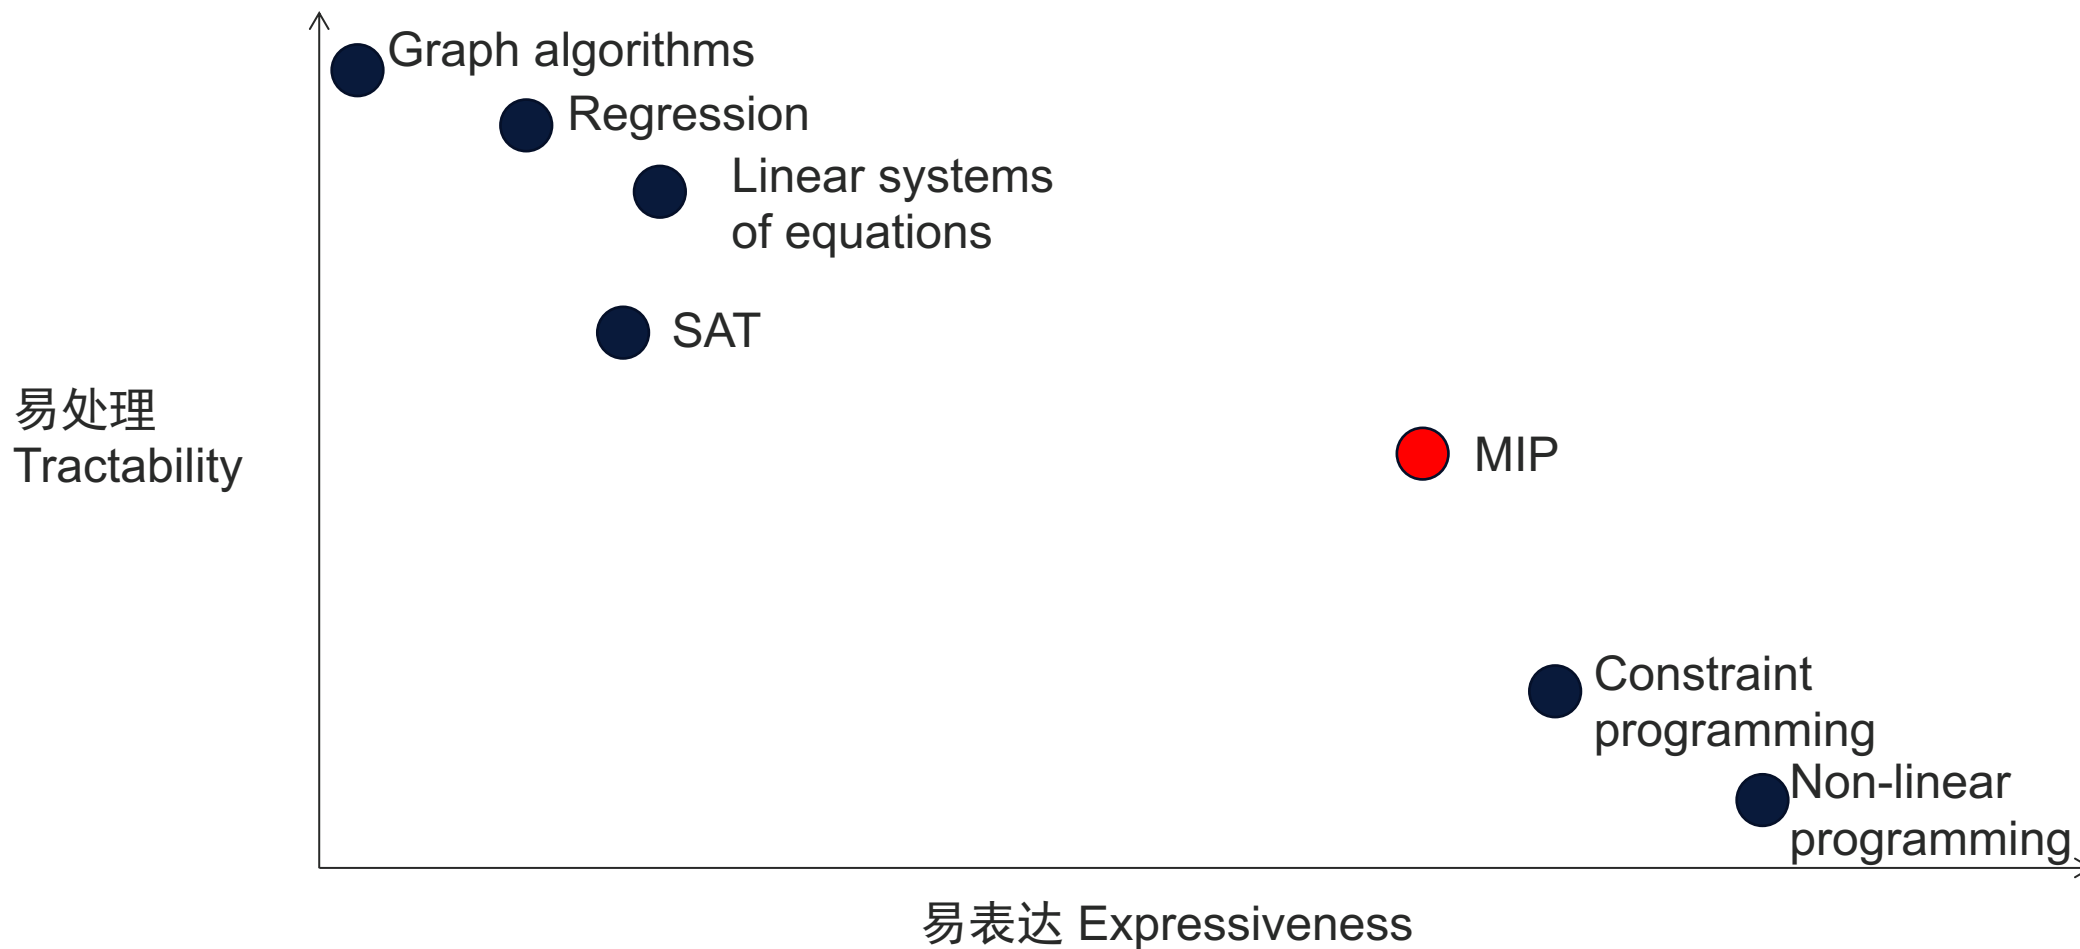 Graph algorithms
Regression
Linear systems
of equations
SAT
易处理
Tractability
MIP
Constraint
programming
Non-linear
programming
易表达 Expressiveness